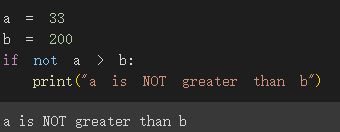 a = 33
b = 200
if not a > b:
    print("a is NOT greater than b")
a is NOT greater than b